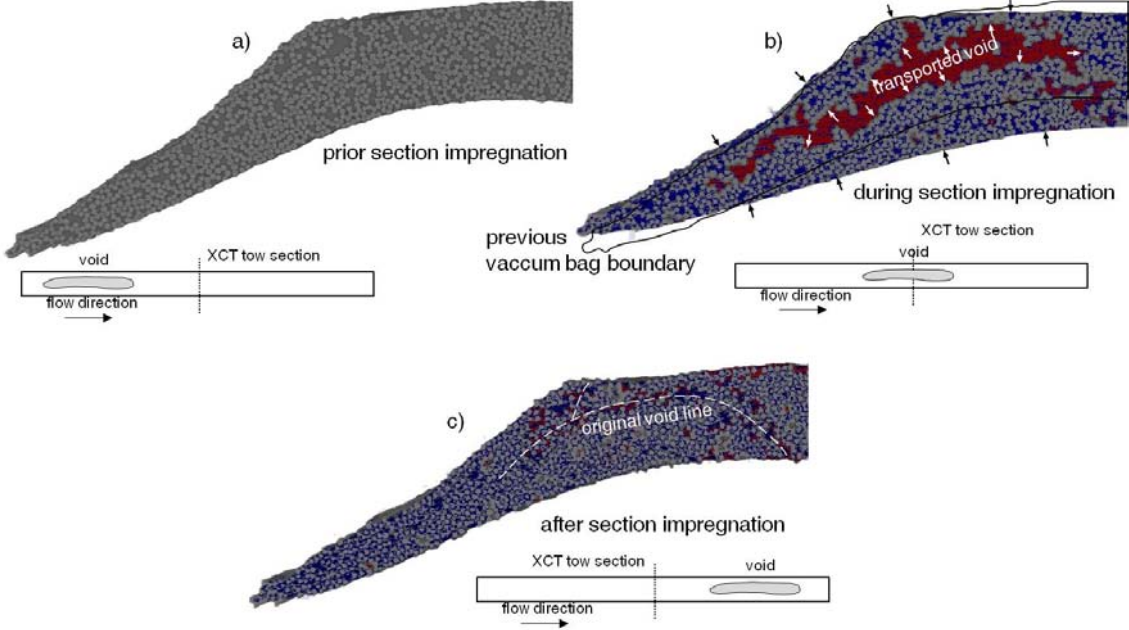 a)
prior section impregnation
void
XCT tow section
flow direction
b)
transported void
during section impregnation
previous
vaccum bag boundary
XCT tow section
void
flow direction
c)
original void line
after section impregnation
XCT tow section
void
flow direction